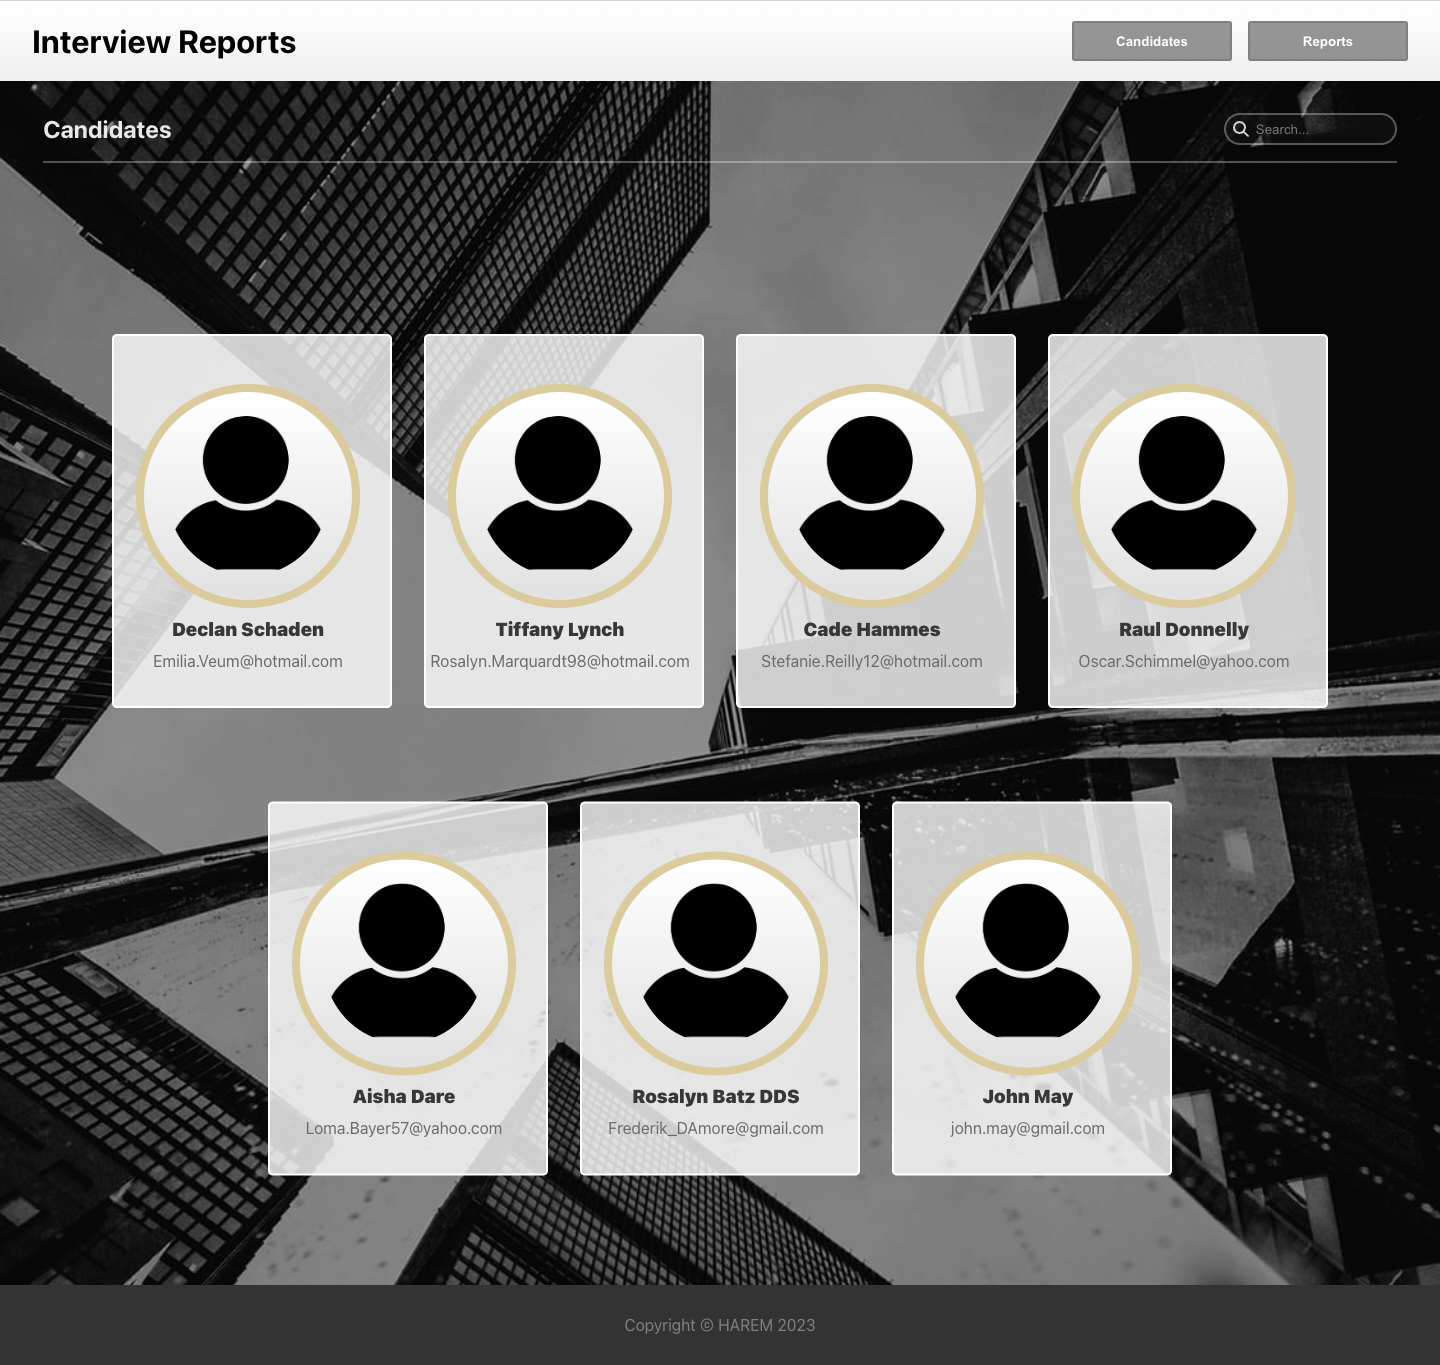 Interview Reports
Candidates
Reports
Candidates
Search...
Declan Schaden
Emilia.Veum@hotmail.com
Tiffany Lynch
Rosalyn.Marquardt98@hotmail.com
Cade Hammes
Stefanie.Reilly12@hotmail.com
Raul Donnelly
Oscar.Schimmel@yahoo.com
Aisha Dare
Loma.Bayer57@yahoo.com
Rosalyn Batz DDS
Frederik_DAmore@gmail.com
John May
john.may@gmail.com
Copyright © HAREM 2023